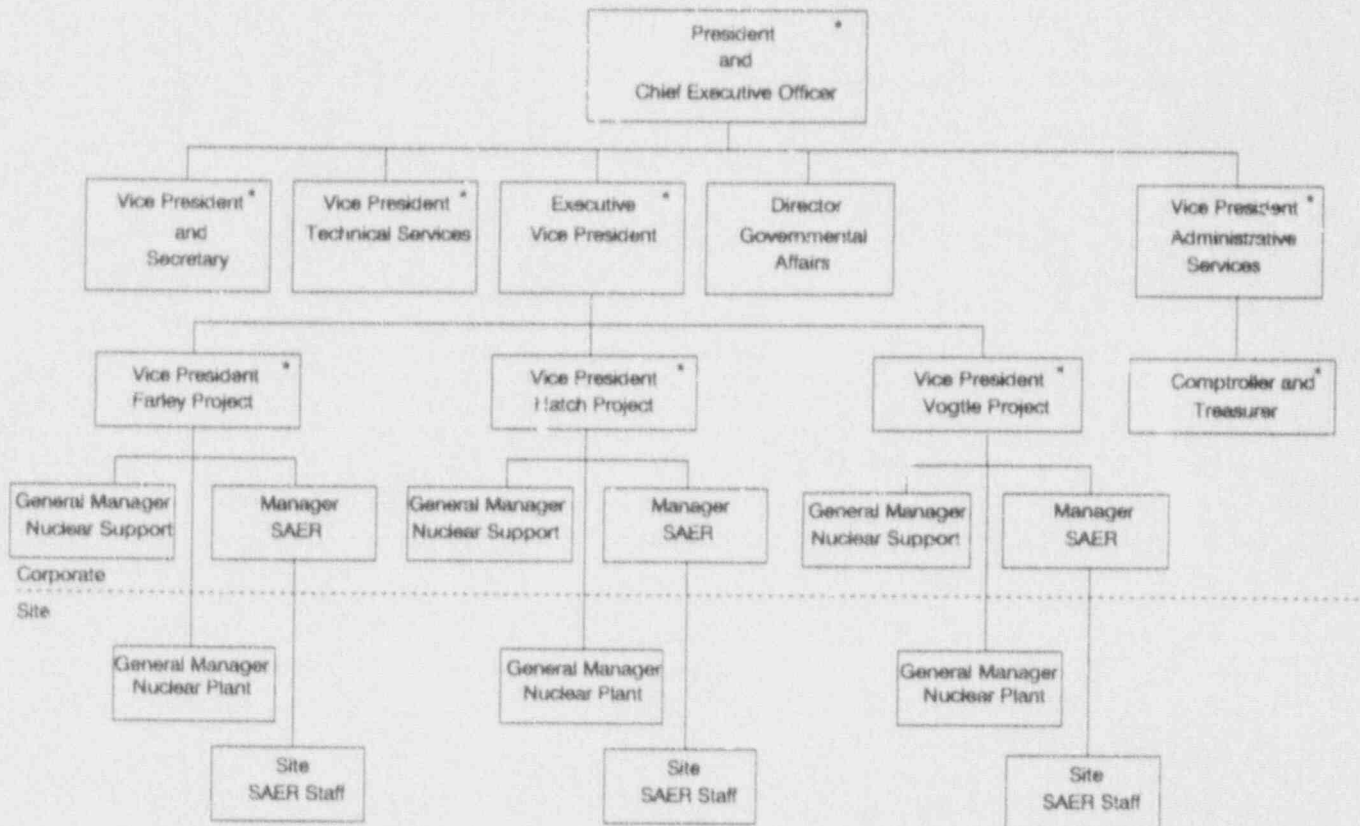 President *
and
Chief Executive Officer
Vice President *
and
Secretary
Vice President *
Technical Services
Executive *
Vice President
Director
Governmental
Affairs
Vice President *
Administrative
Services
Vice President *
Farley Project
Vice President *
Hatch Project
Vice President *
Vogtle Project
Comptroller and *
Treasurer
General Manager
Nuclear Support
Manager
SAER
General Manager
Nuclear Support
Manager
SAER
General Manager
Nuclear Support
Manager
SAER
Corporate
Site
General Manager
Nuclear Plant
General Manager
Nuclear Plant
General Manager
Nuclear Plant
Site
SAER Staff
Site
SAER Staff
Site
SAER Staff